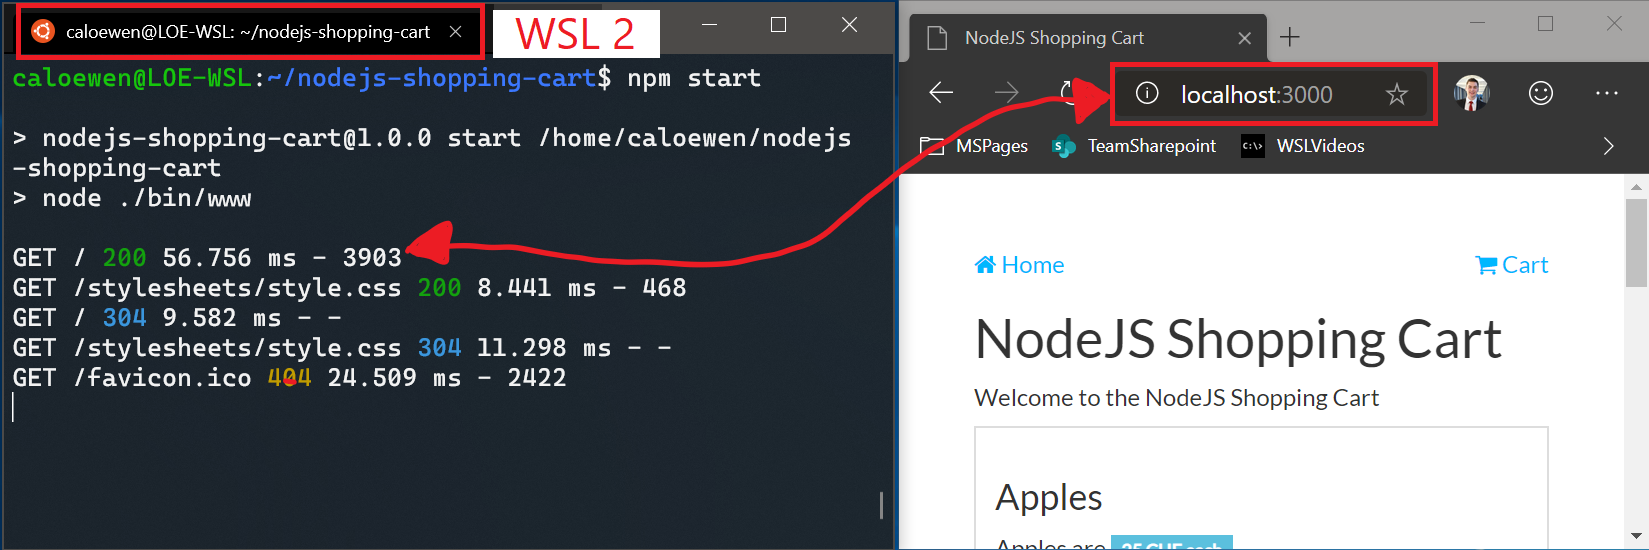 caloewen@LOE-WSL: ~/nodejs-shopping-cart
WSL 2
caloewen@LOE-WSL:~/nodejs-shopping-cart$ npm start
> nodejs-shopping-cart@1.0.0 start /home/caloewen/nodejs
-shopping-cart
> node ./bin/www
GET / 200 56.756 ms - 3903
GET /stylesheets/style.css 200 8.441 ms - 468
GET / 304 9.582 ms - -
GET /stylesheets/style.css 304 11.298 ms - -
GET /favicon.ico 404 24.509 ms - 2422
NodeJS Shopping Cart
localhost:3000
MSPages TeamSharepoint C:\> WSLVideos
Home Cart
NodeJS Shopping Cart
Welcome to the NodeJS Shopping Cart
Apples
Apples are